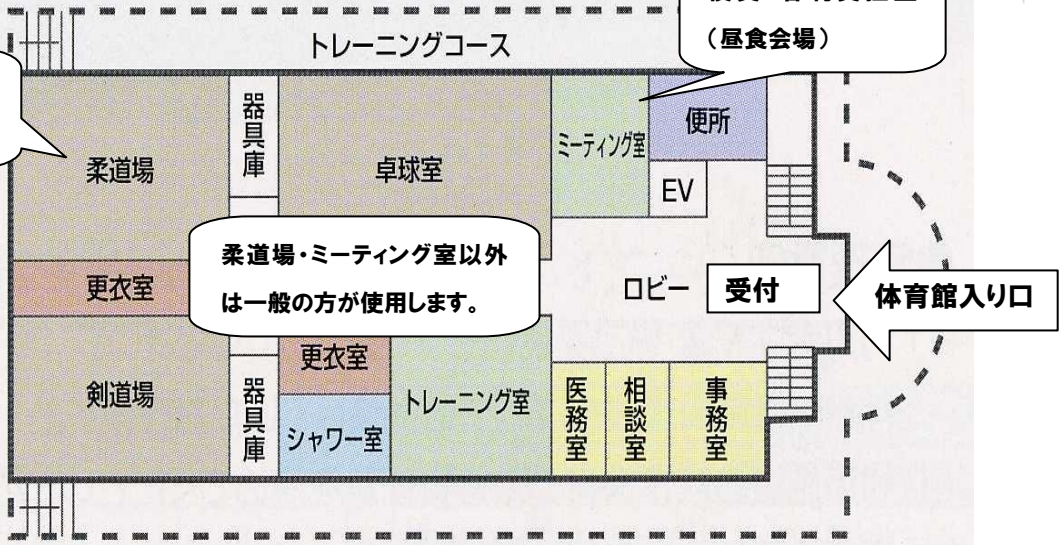 （昼食会場）
トレーニングコース
器具庫
ミーティング室
便所
柔道場
卓球室
EV
柔道場・ミーティング室以外
は一般の方が使用します。
更衣室
ロビー
受付
体育館入り口
更衣室
剣道場
器具庫
トレーニング室
医務室
相談室
事務室
シャワー室